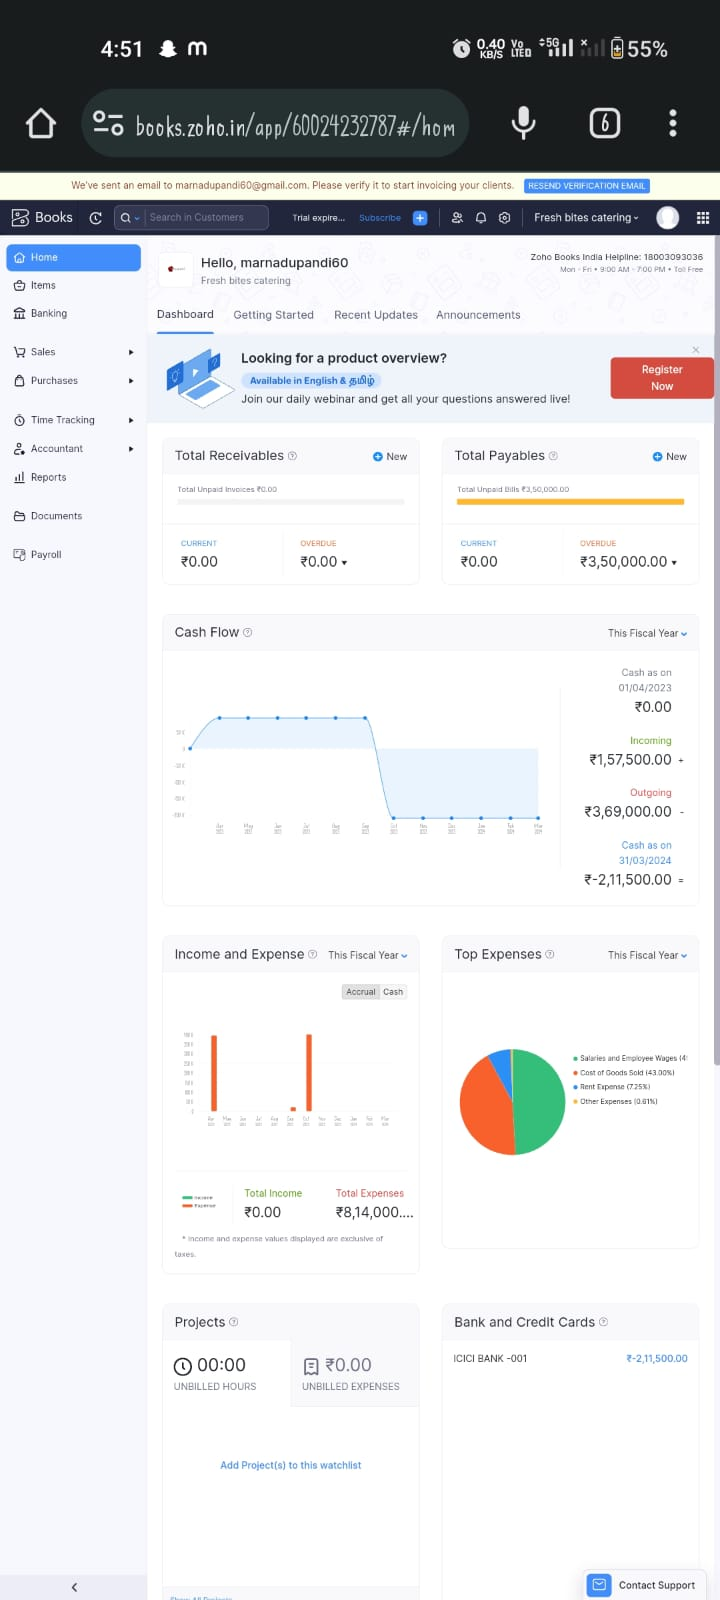 4:51
0.40 KB/S
Vo LTED
5G
55%
books.zoho.in/app/60024232787#/hom
6
We've sent an email to marnadupandi60@gmail.com. Please verify it to start invoicing your clients.
RESEND VERIFICATION EMAIL
Books
Search in Customers
Trial expire...
Subscribe
Fresh bites catering
Home
Items
Banking
Sales
Purchases
Time Tracking
Accountant
Reports
Documents
Payroll
Hello, marnadupandi60
Fresh bites catering
Zoho Books India Helpline: 18003093036
Mon - Fri • 9:00 AM - 7:00 PM • Toll Free
Dashboard Getting Started Recent Updates Announcements
Looking for a product overview?
Available in English & தமிழ்
Join our daily webinar and get all your questions answered live!
Register Now
Total Receivables
New
Total Unpaid Invoices ₹0.00
CURRENT
₹0.00
OVERDUE
₹0.00
Total Payables
New
Total Unpaid Bills ₹3,50,000.00
CURRENT
₹0.00
OVERDUE
₹3,50,000.00
Cash Flow
This Fiscal Year
Cash as on
01/04/2023
₹0.00
Incoming
₹1,57,500.00 +
Outgoing
₹3,69,000.00 -
Cash as on
31/03/2024
₹-2,11,500.00 =
Income and Expense
This Fiscal Year
Accrual Cash
Income
Expense
Total Income
₹0.00
Total Expenses
₹8,14,000....
* Income and expense values displayed are exclusive of
taxes.
Top Expenses
This Fiscal Year
Salaries and Employee Wages
Cost of Goods Sold (43.00%)
Rent Expense (7.25%)
Other Expenses (0.61%)
Projects
00:00
UNBILLED HOURS
₹0.00
UNBILLED EXPENSES
Add Project(s) to this watchlist
Show All Projects
Bank and Credit Cards
ICICI BANK -001
₹-2,11,500.00
Contact Support